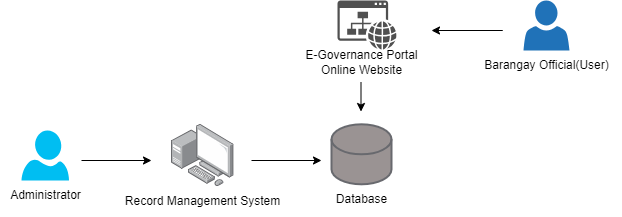 E-Governance Portal
Online Website
Barangay Official(User)
Administrator
Record Management System
Database